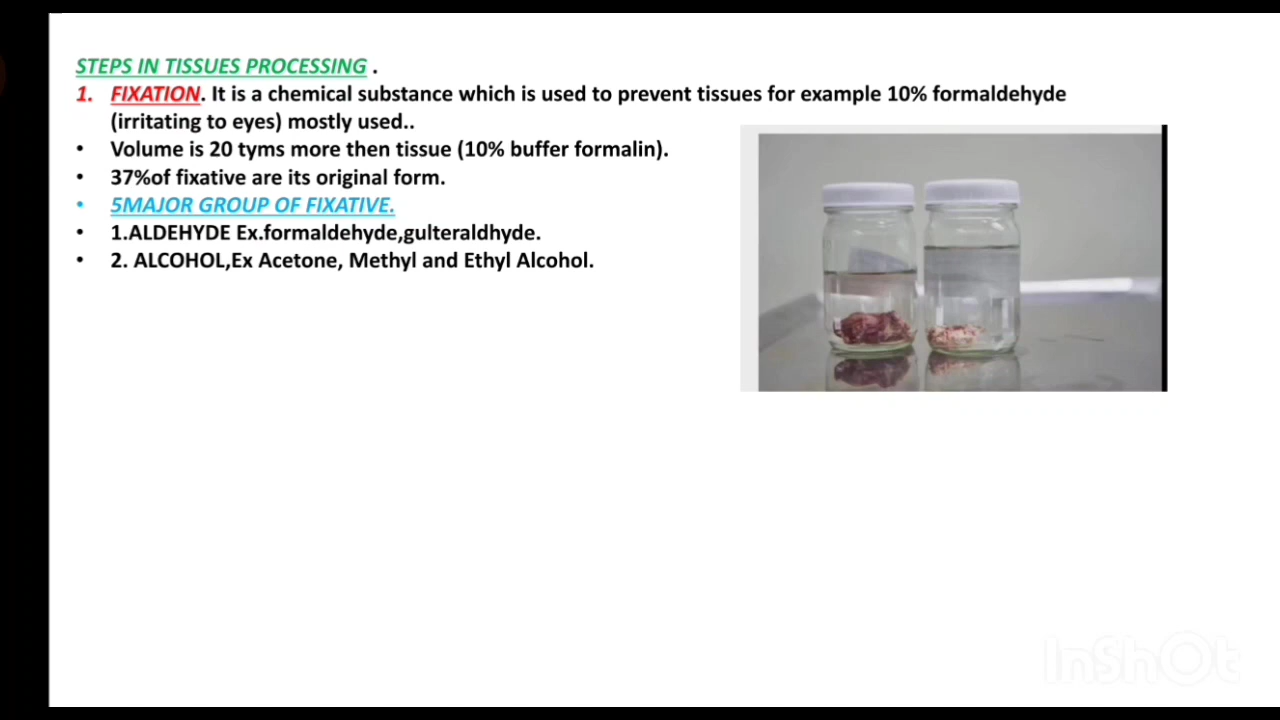 STEPS IN TISSUES PROCESSING .
1. FIXATION. It is a chemical substance which is used to prevent tissues for example 10% formaldehyde
(irritating to eyes) mostly used..
• Volume is 20 tyms more then tissue (10% buffer formalin).
• 37%of fixative are its original form.
• 5MAJOR GROUP OF FIXATIVE.
• 1.ALDEHYDE Ex.formaldehyde,gulteraldhyde.
• 2. ALCOHOL,Ex Acetone, Methyl and Ethyl Alcohol.
InShOt